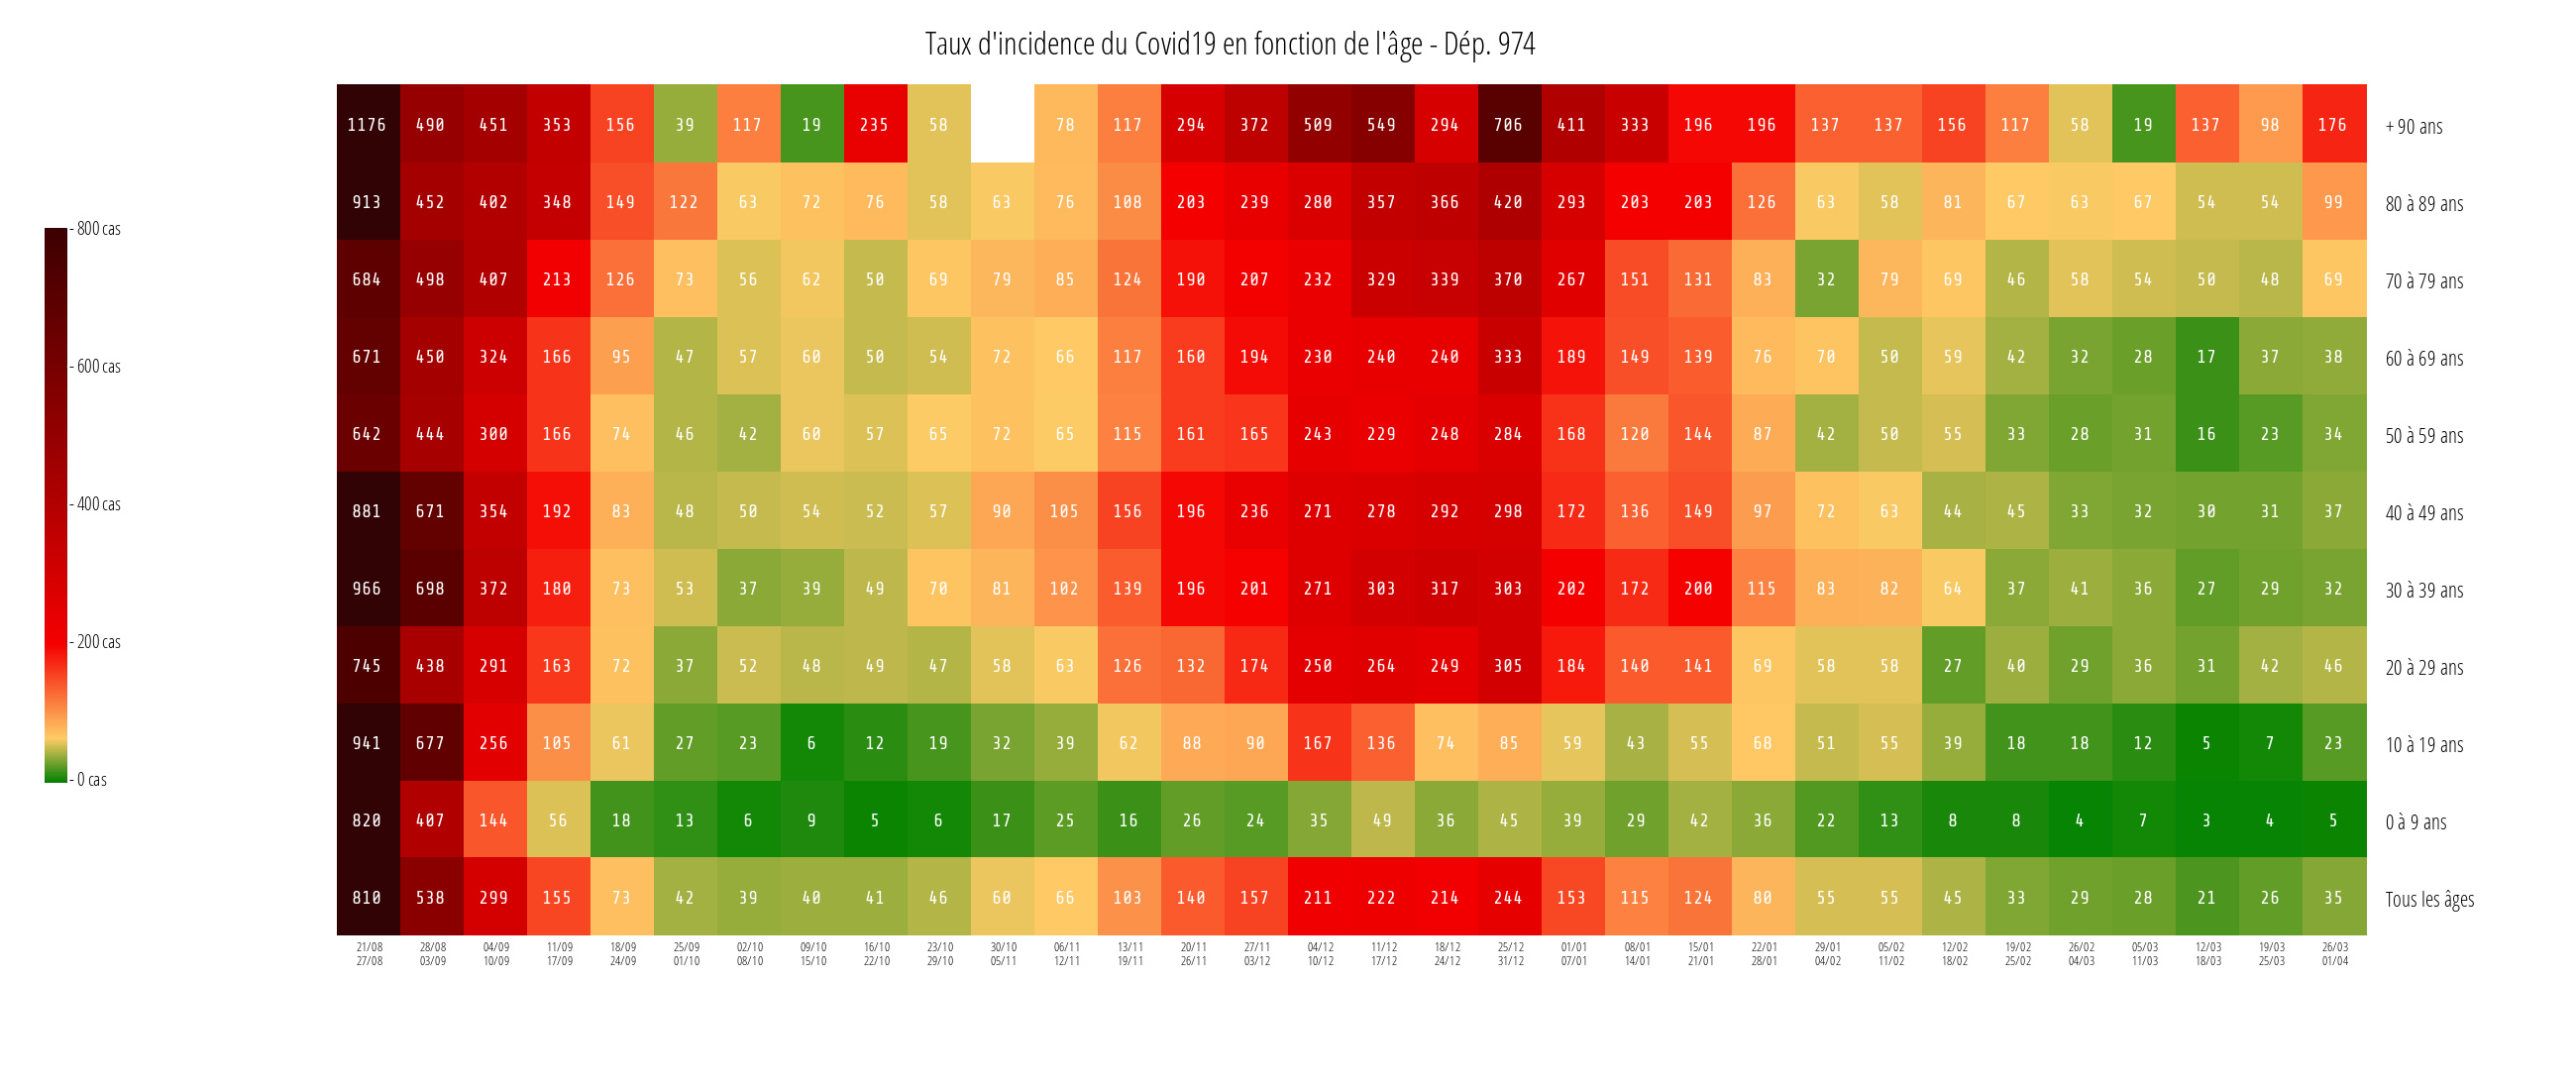 Taux d'incidence du Covid19 en fonction de l'âge - Dép. 974
- 800 cas
- 600 cas
- 400 cas
- 200 cas
- 0 cas
1176 490 451 353 156 39 117 19 235 58 78 117 294 372 509 549 294 706 411 333 196 196 137 137 156 117 58 19 137 98 176 + 90 ans
913 452 402 348 149 122 63 72 76 58 63 76 108 203 239 280 357 366 420 293 203 203 126 63 58 81 67 63 67 54 54 99 80 à 89 ans
684 498 407 213 126 73 56 62 50 69 79 85 124 190 207 232 329 339 370 267 151 131 83 32 79 69 46 58 54 50 48 69 70 à 79 ans
671 450 324 166 95 47 57 60 50 54 72 66 117 160 194 230 240 240 333 189 149 139 76 70 50 59 42 32 28 17 37 38 60 à 69 ans
642 444 300 166 74 46 42 60 57 65 72 65 115 161 165 243 229 248 284 168 120 144 87 42 50 55 33 28 31 16 23 34 50 à 59 ans
881 671 354 192 83 48 50 54 52 57 90 105 156 196 236 271 278 292 298 172 136 149 97 72 63 44 45 33 32 30 31 37 40 à 49 ans
966 698 372 180 73 53 37 39 49 70 81 102 139 196 201 271 303 317 303 202 172 200 115 83 82 64 37 41 36 27 29 32 30 à 39 ans
745 438 291 163 72 37 52 48 49 47 58 63 126 132 174 250 264 249 305 184 140 141 69 58 58 27 40 29 36 31 42 46 20 à 29 ans
941 677 256 105 61 27 23 6 12 19 32 39 62 88 90 167 136 74 85 59 43 55 68 51 55 39 18 18 12 5 7 23 10 à 19 ans
820 407 144 56 18 13 6 9 5 6 17 25 16 26 24 35 49 36 45 39 29 42 36 22 13 8 8 4 7 3 4 5 0 à 9 ans
810 538 299 155 73 42 39 40 41 46 60 66 103 140 157 211 222 214 244 153 115 124 80 55 55 45 33 29 28 21 26 35 Tous les âges
21/08 28/08 04/09 11/09 18/09 25/09 02/10 09/10 16/10 23/10 30/10 06/11 13/11 20/11 27/11 04/12 11/12 18/12 25/12 01/01 08/01 15/01 22/01 29/01 05/02 12/02 19/02 26/02 05/03 12/03 19/03 26/03
27/08 03/09 10/09 17/09 24/09 01/10 08/10 15/10 22/10 29/10 05/11 12/11 19/11 26/11 03/12 10/12 17/12 24/12 31/12 07/01 14/01 21/01 28/01 04/02 11/02 18/02 25/02 04/03 11/03 18/03 25/03 01/04